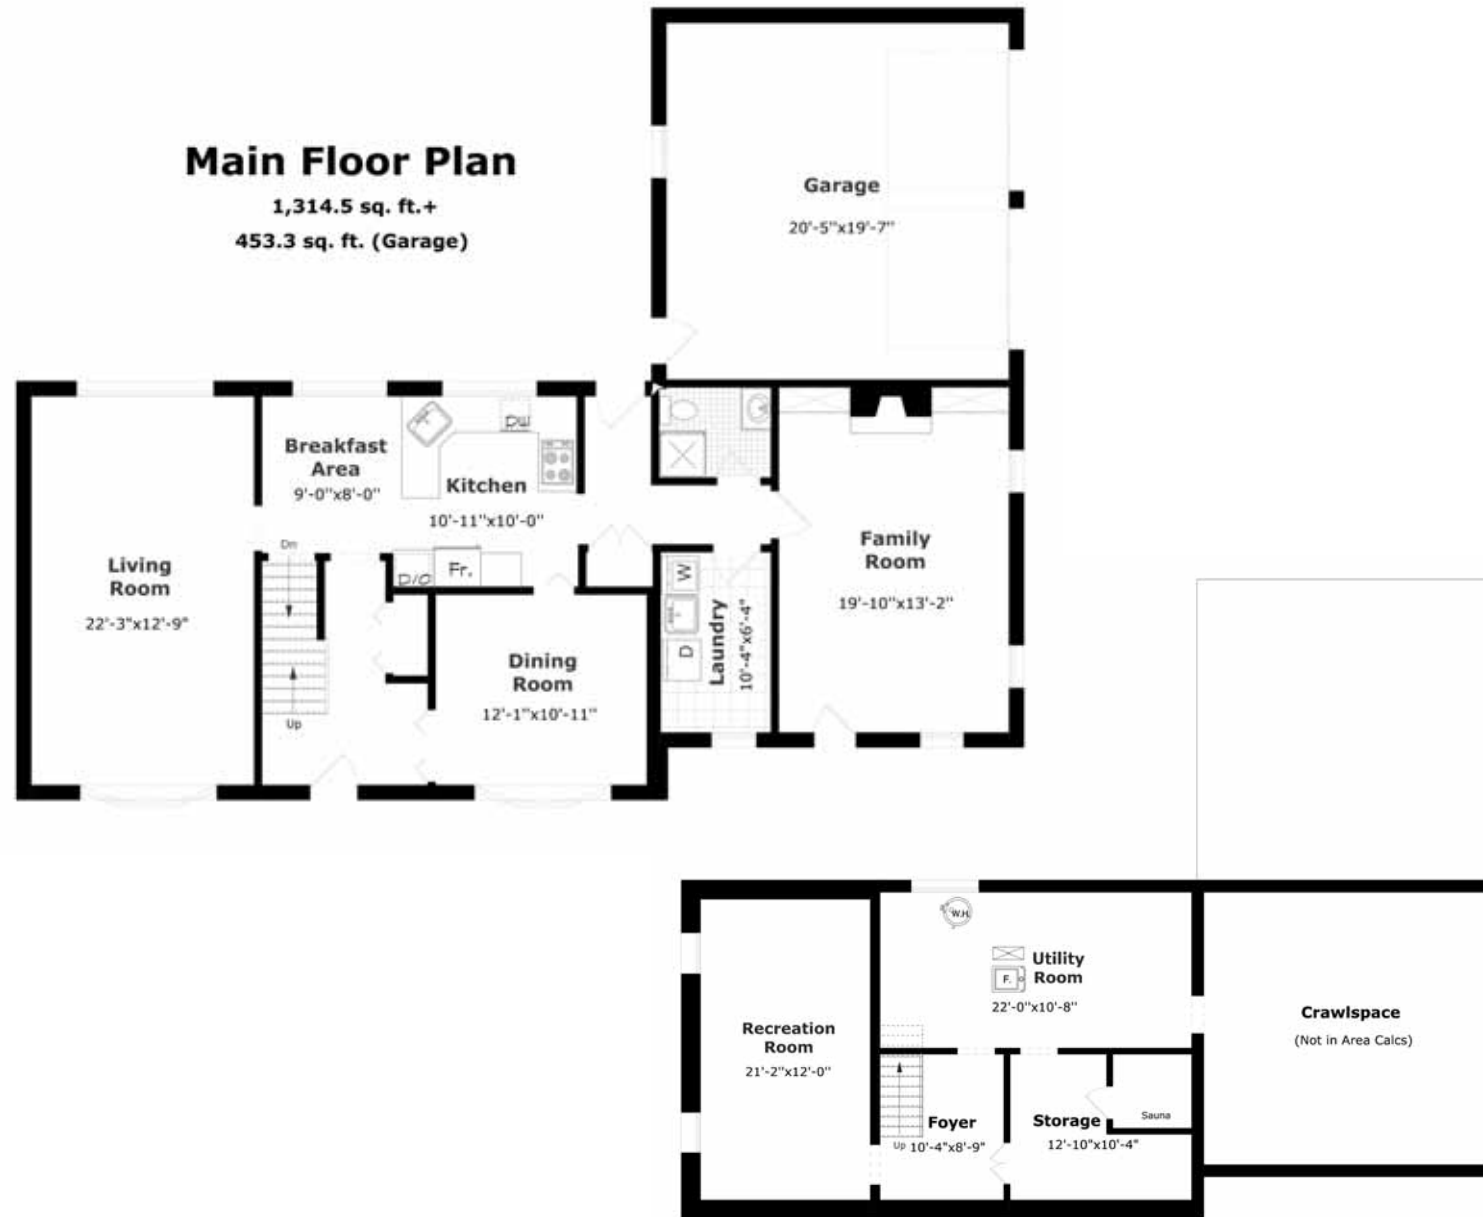 Main Floor Plan
1,314.5 sq. ft.+
453.3 sq. ft. (Garage)
Garage
20'-5"x19'-7"
Breakfast
Area
9'-0"x8'-0"
DW
Kitchen
10'-11"x10'-0"
D/O
Fr.
Living
Room
22'-3"x12'-9"
Dn
Up
Dining
Room
12'-1"x10'-11"
W
D
Laundry
10'-4"x6'-4"
Family
Room
19'-10"x13'-2"
W.H.
F.
Utility
Room
22'-0"x10'-8"
Recreation
Room
21'-2"x12'-0"
Crawlspace
(Not in Area Calcs)
Up
Foyer
10'-4"x8'-9"
Storage
12'-10"x10'-4"
Sauna